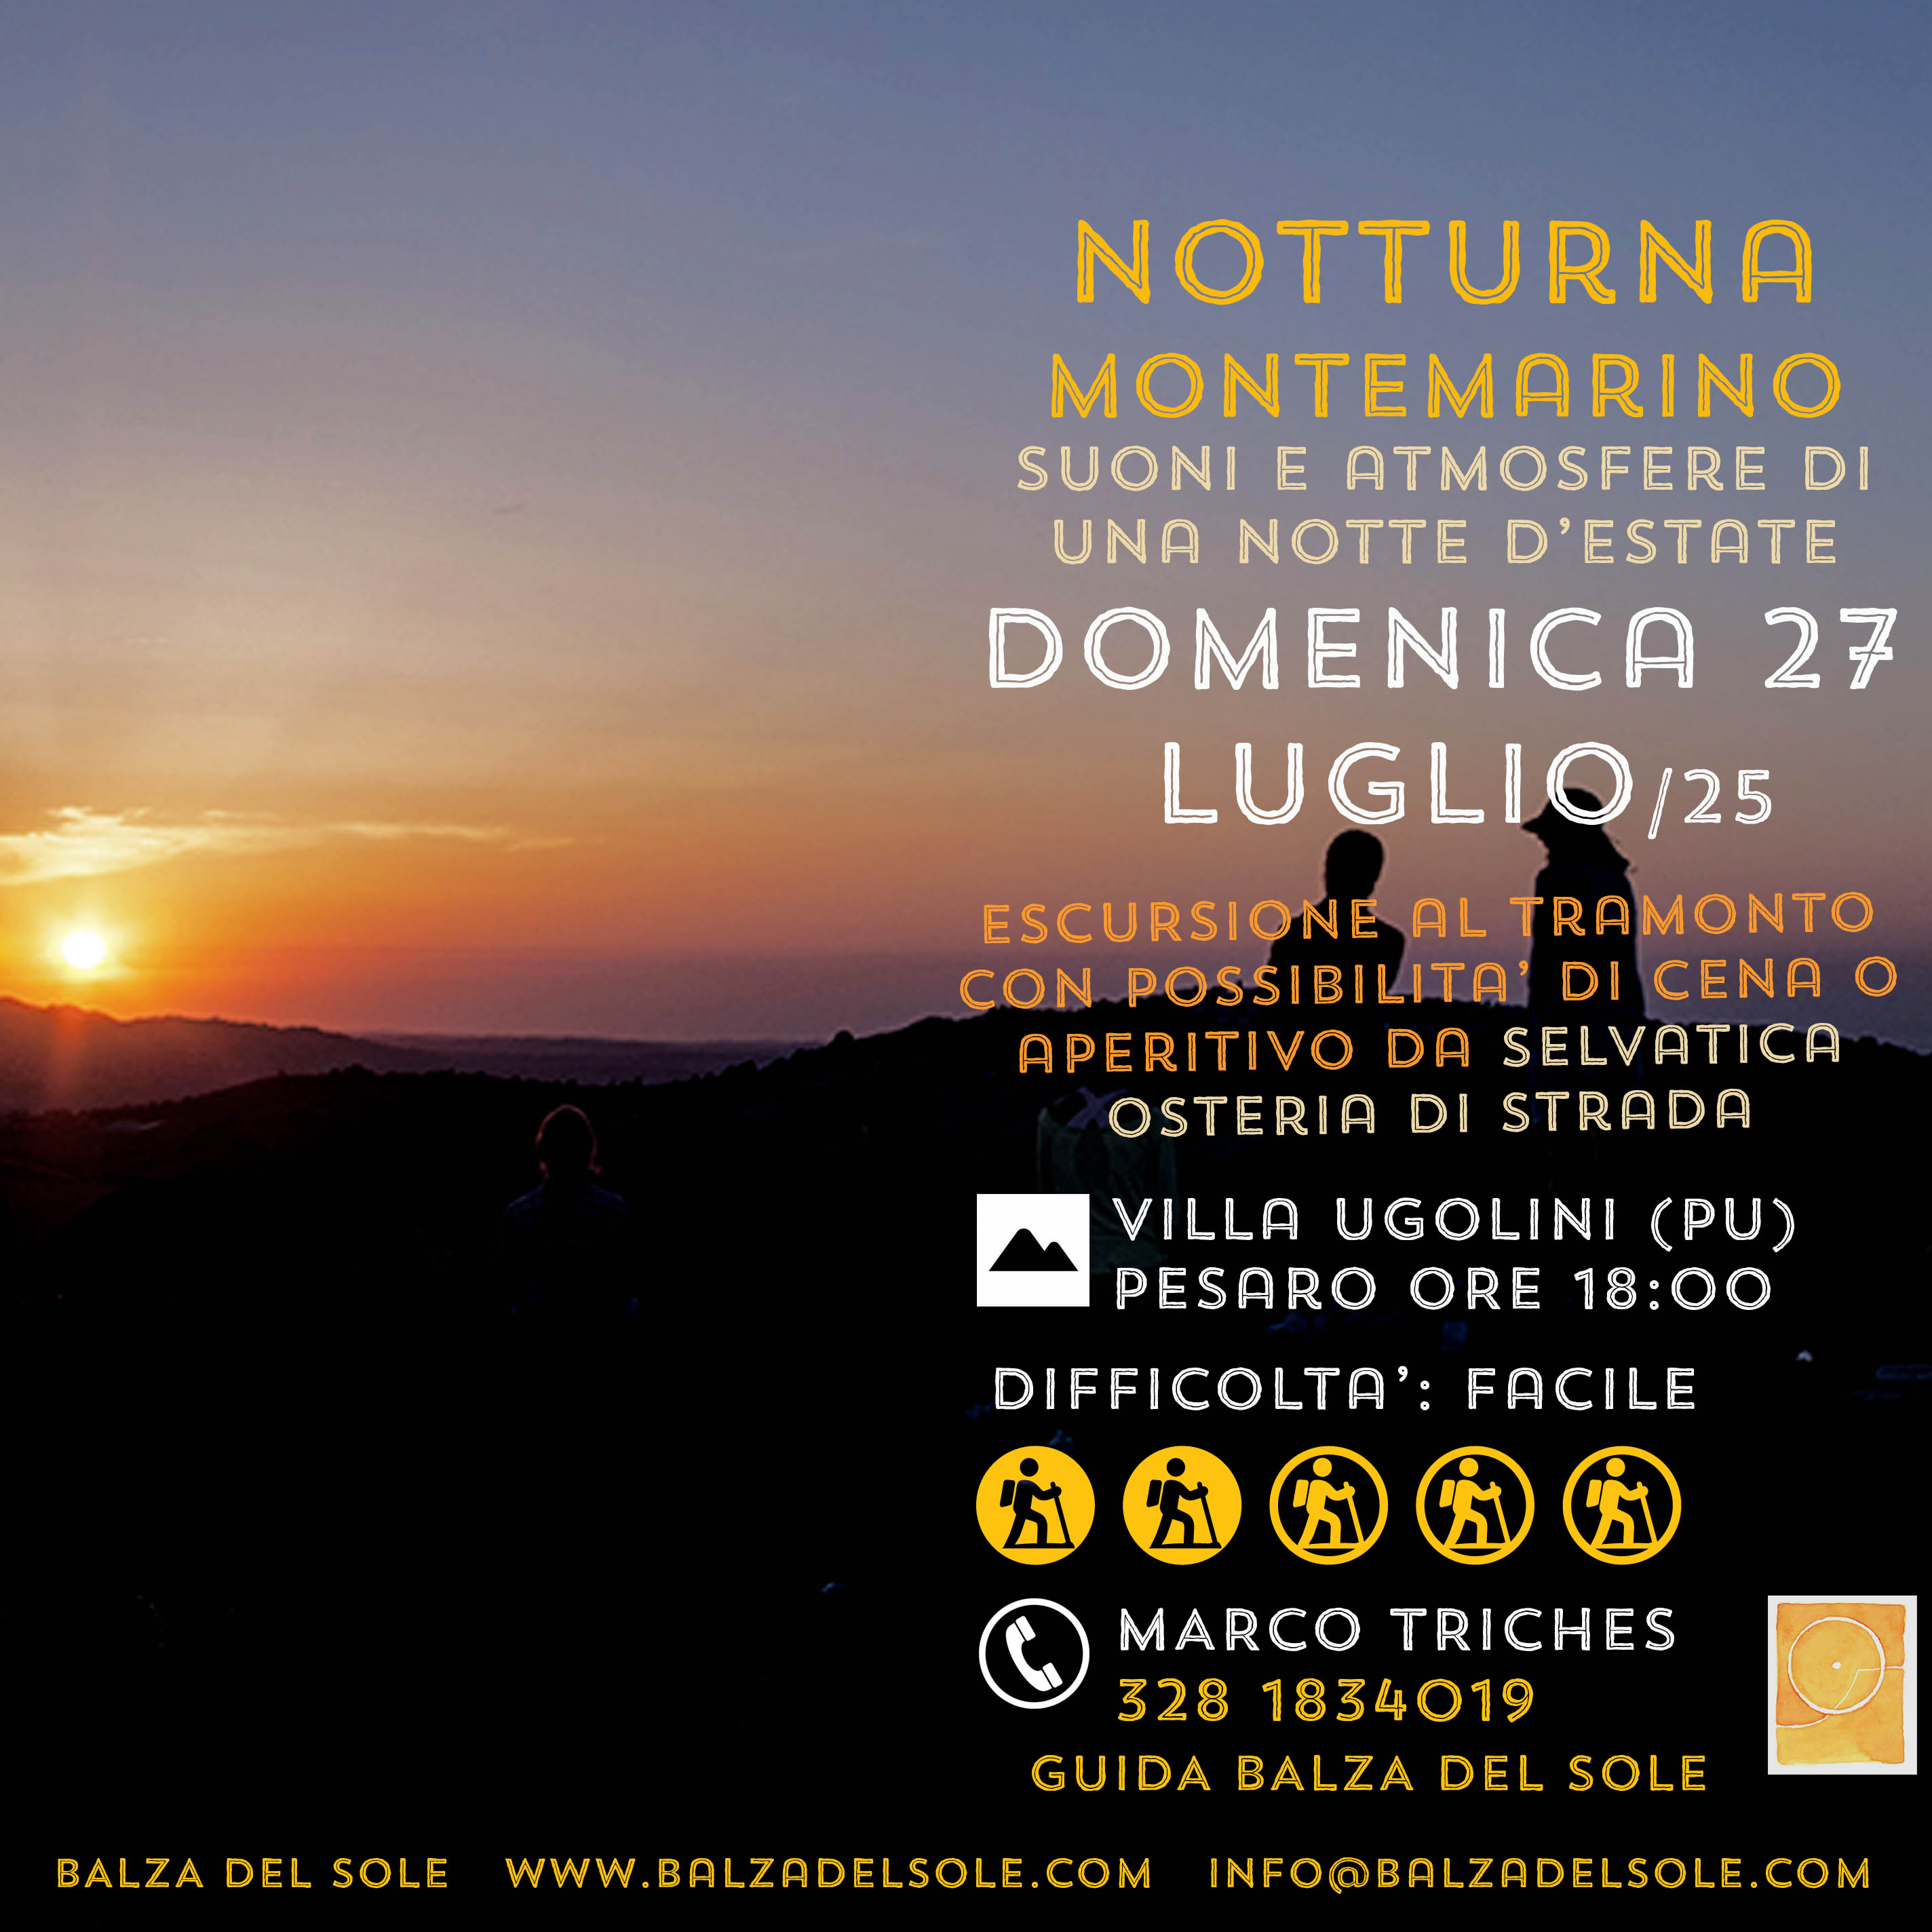 NOTTURNA
MONTEMARINO
SUONI E ATMOSFERE DI
UNA NOTTE D'ESTATE
DOMENICA 27
LUGLIO/25
ESCURSIONE AL TRAMONTO
CON POSSIBILITA' DI CENA O
APERITIVO DA SELVATICA
OSTERIA DI STRADA
VILLA UGOLINI (PU)
PESARO ORE 18:00
DIFFICOLTA': FACILE
MARCO TRICHES
328 1834019
GUIDA BALZA DEL SOLE
BALZA DEL SOLE WWW.BALZADELSOLE.COM INFO@BALZADELSOLE.COM